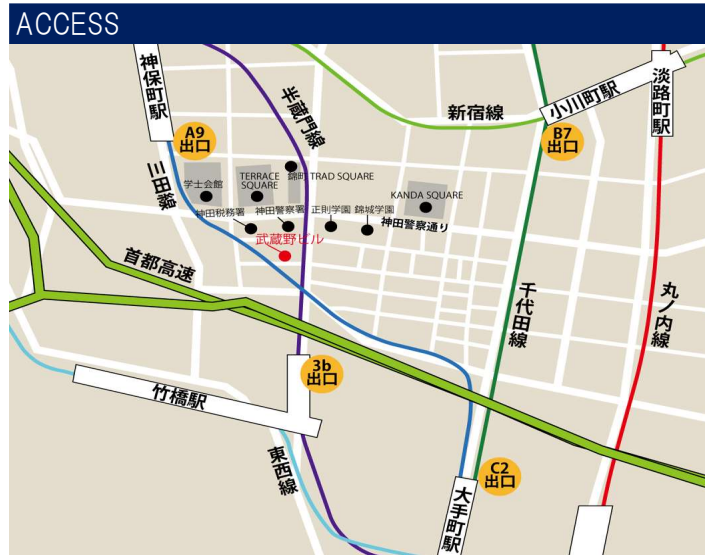 ACCESS
神保町駅
半蔵門線
新宿線
小川町駅
淡路町駅
A9
出口
B7
出口
三田線
学士会館
TERRACE
SQUARE
錦町 TRAD SQUARE
KANDA SQUARE
神田税務署
神田警察署
正則学園
錦城学園
神田警察通り
武蔵野ビル
首都高速
千代田線
丸ノ内線
3b
出口
竹橋駅
東西線
C2
出口
大手町駅